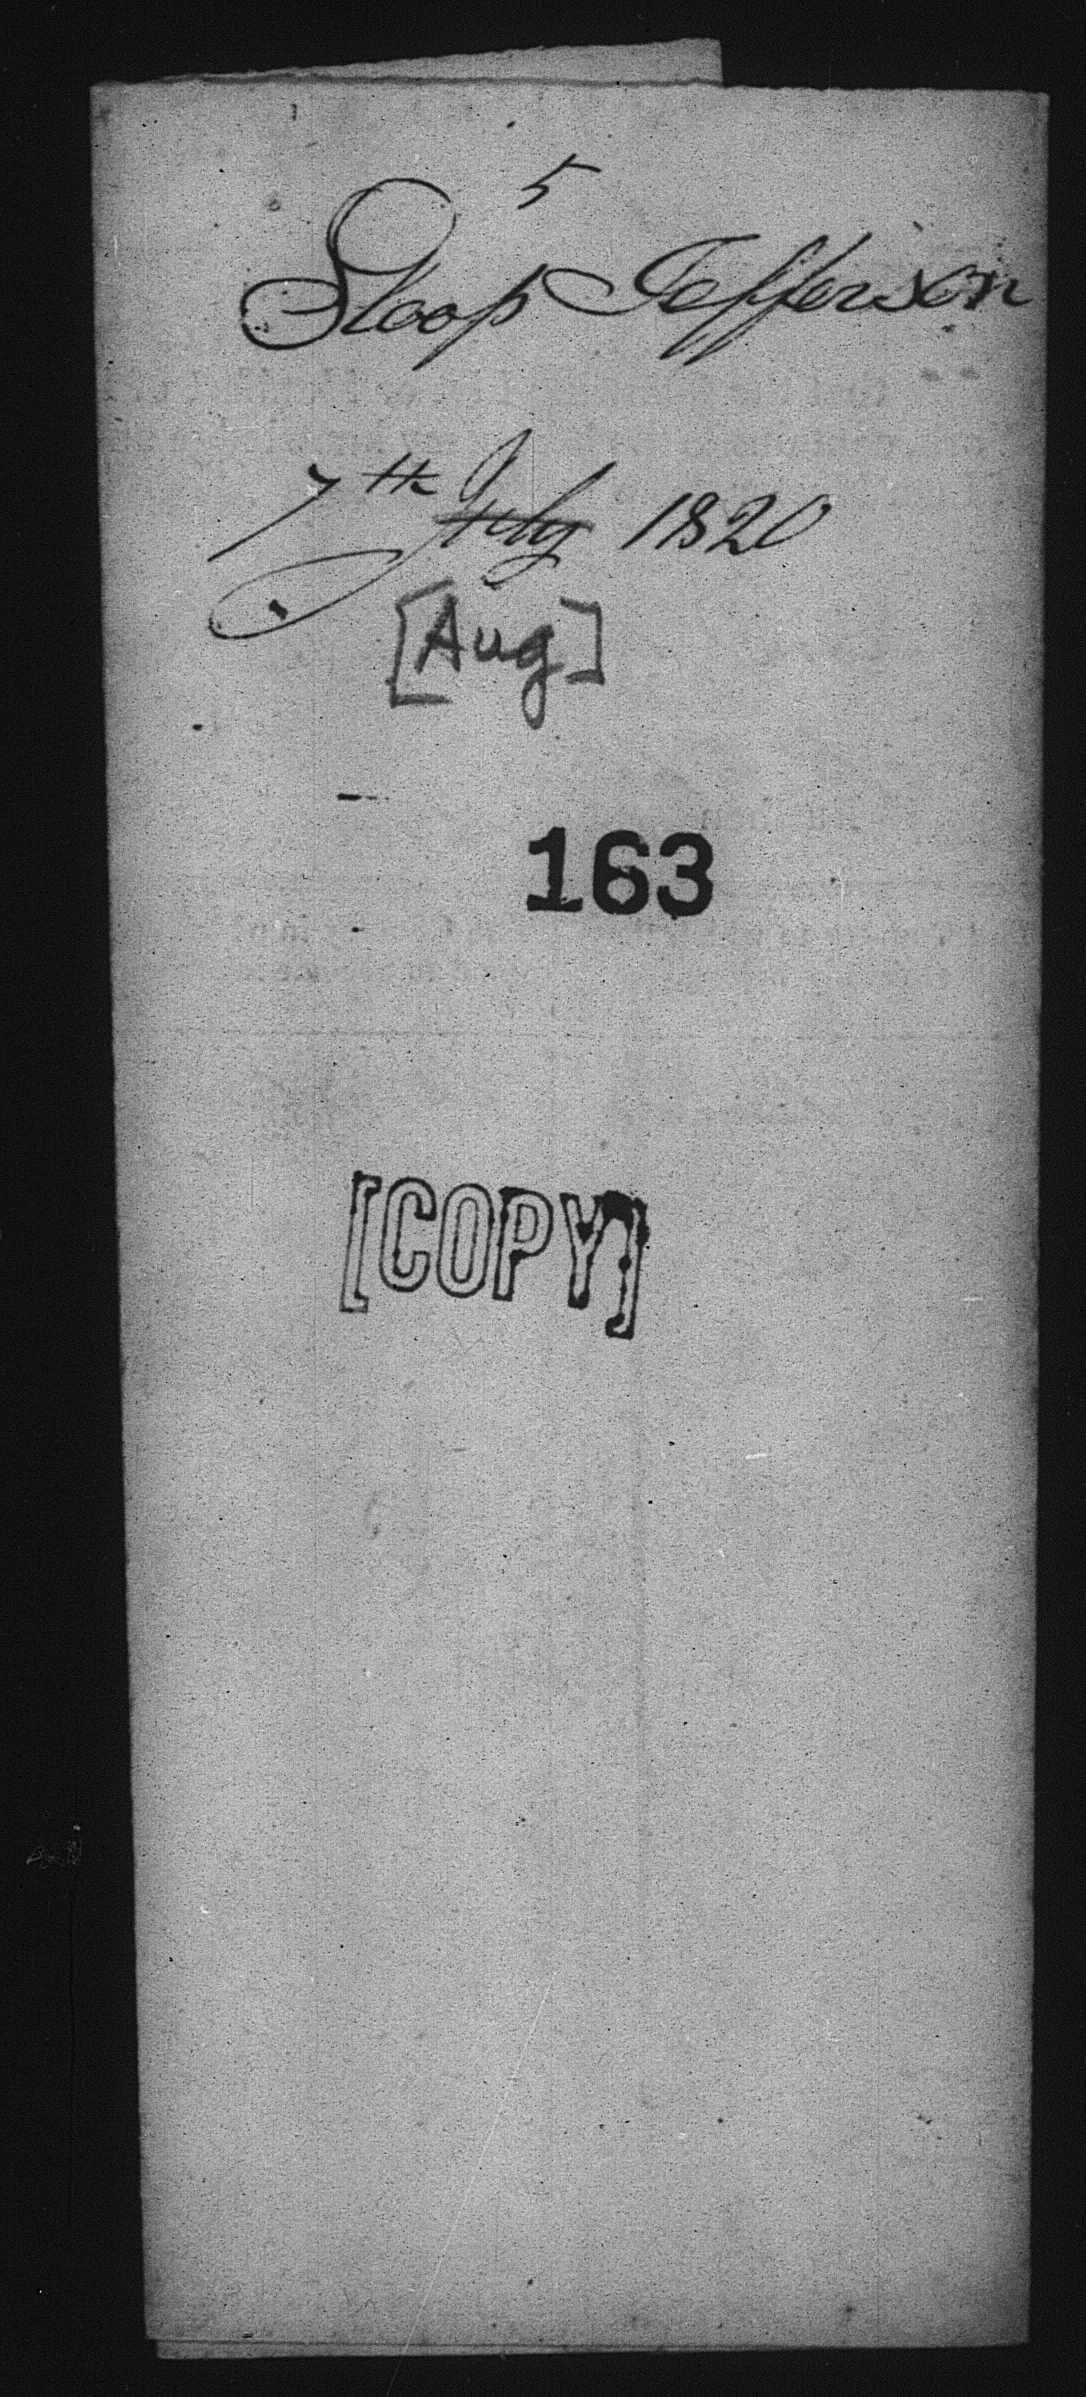 5
Sloop Jefferson
7th July 1820
[Aug]
163
[COPY]